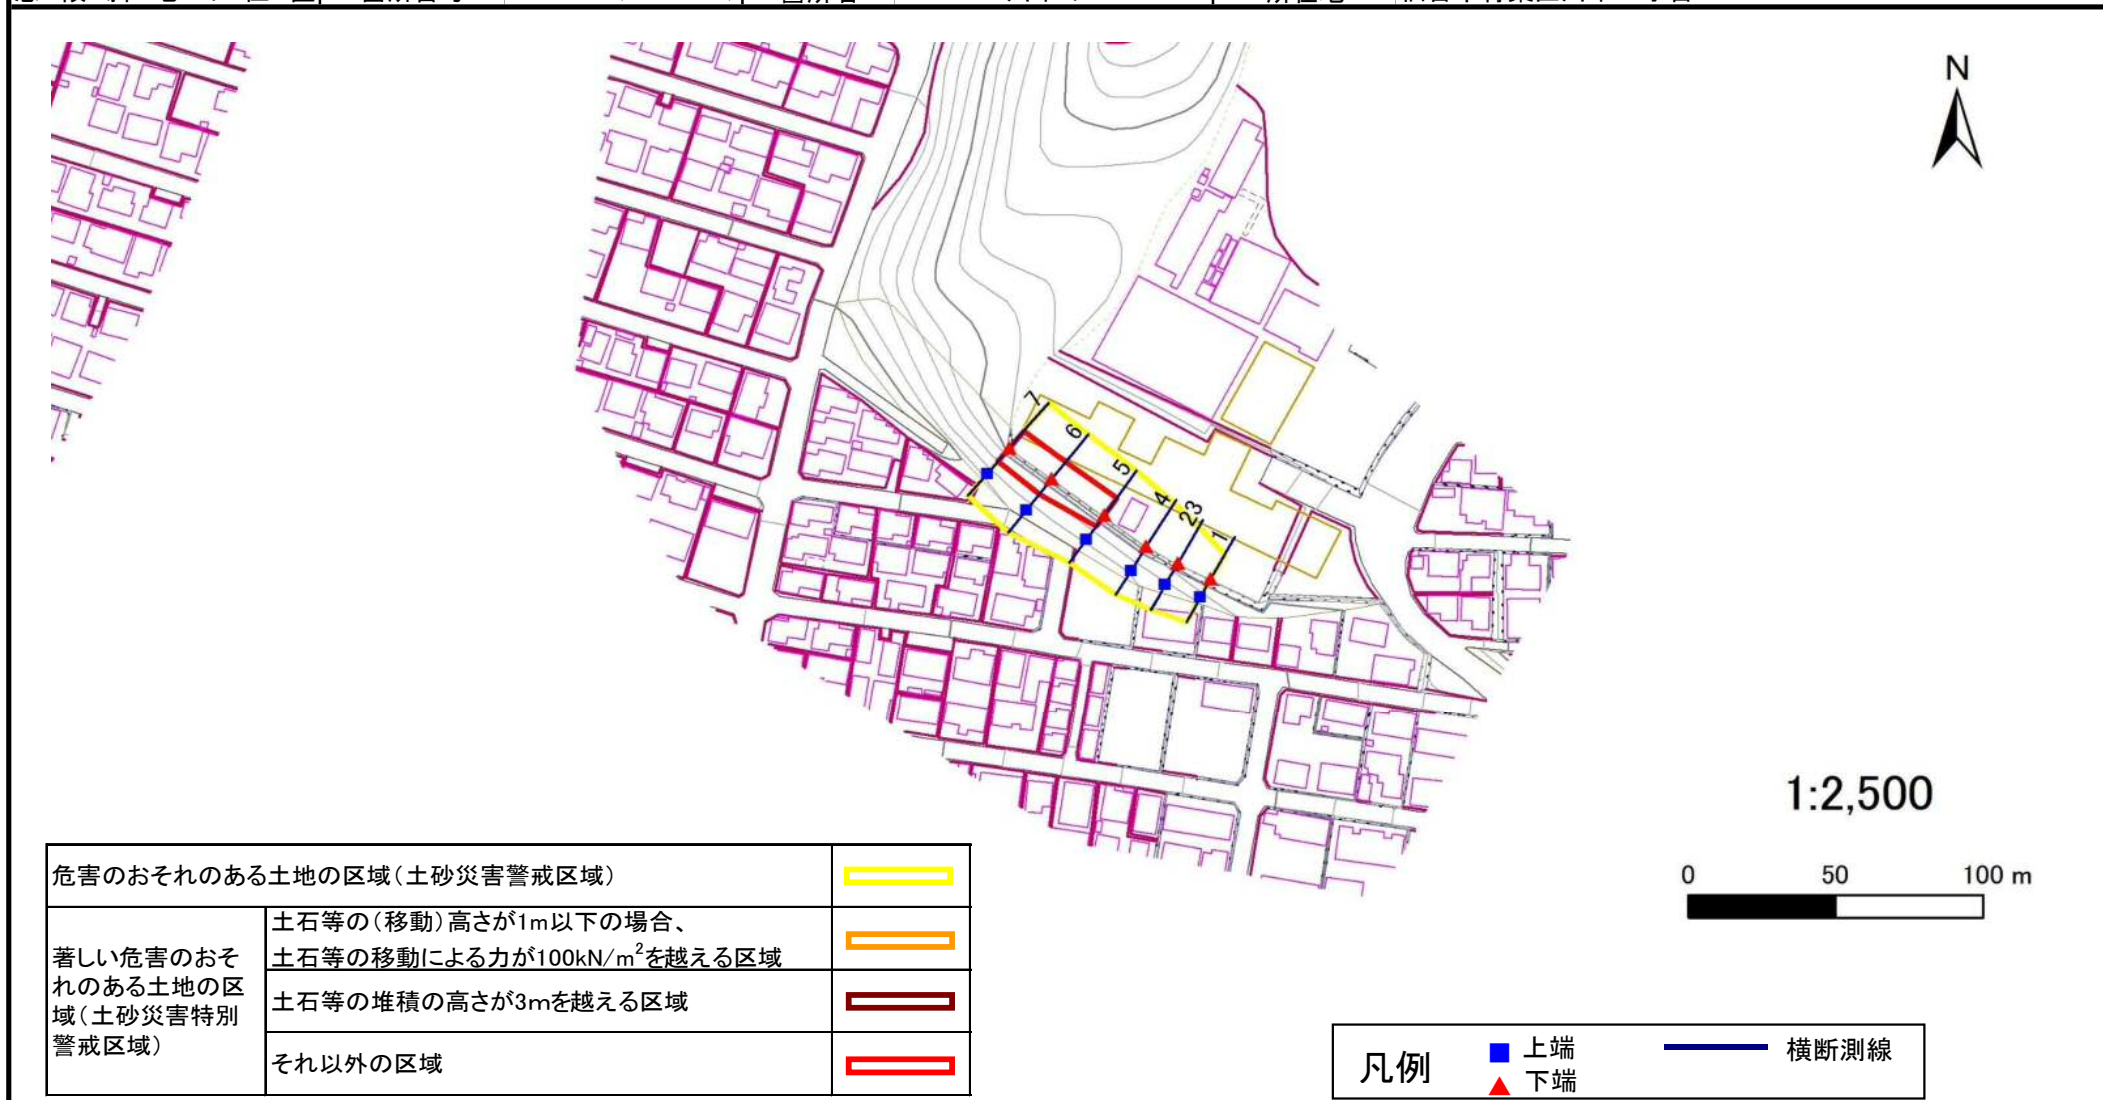 N
7
6
5
4
3
2
1
1:2,500
0 50 100 m
危害のおそれのある土地の区域(土砂災害警戒区域)
著しい危害のおそ
れのある土地の区
域(土砂災害特別
警戒区域)
土石等の(移動)高さが1m以下の場合、
土石等の移動による力が100kN/m²を越える区域
土石等の堆積の高さが3mを越える区域
それ以外の区域
凡例
上端
下端
横断測線